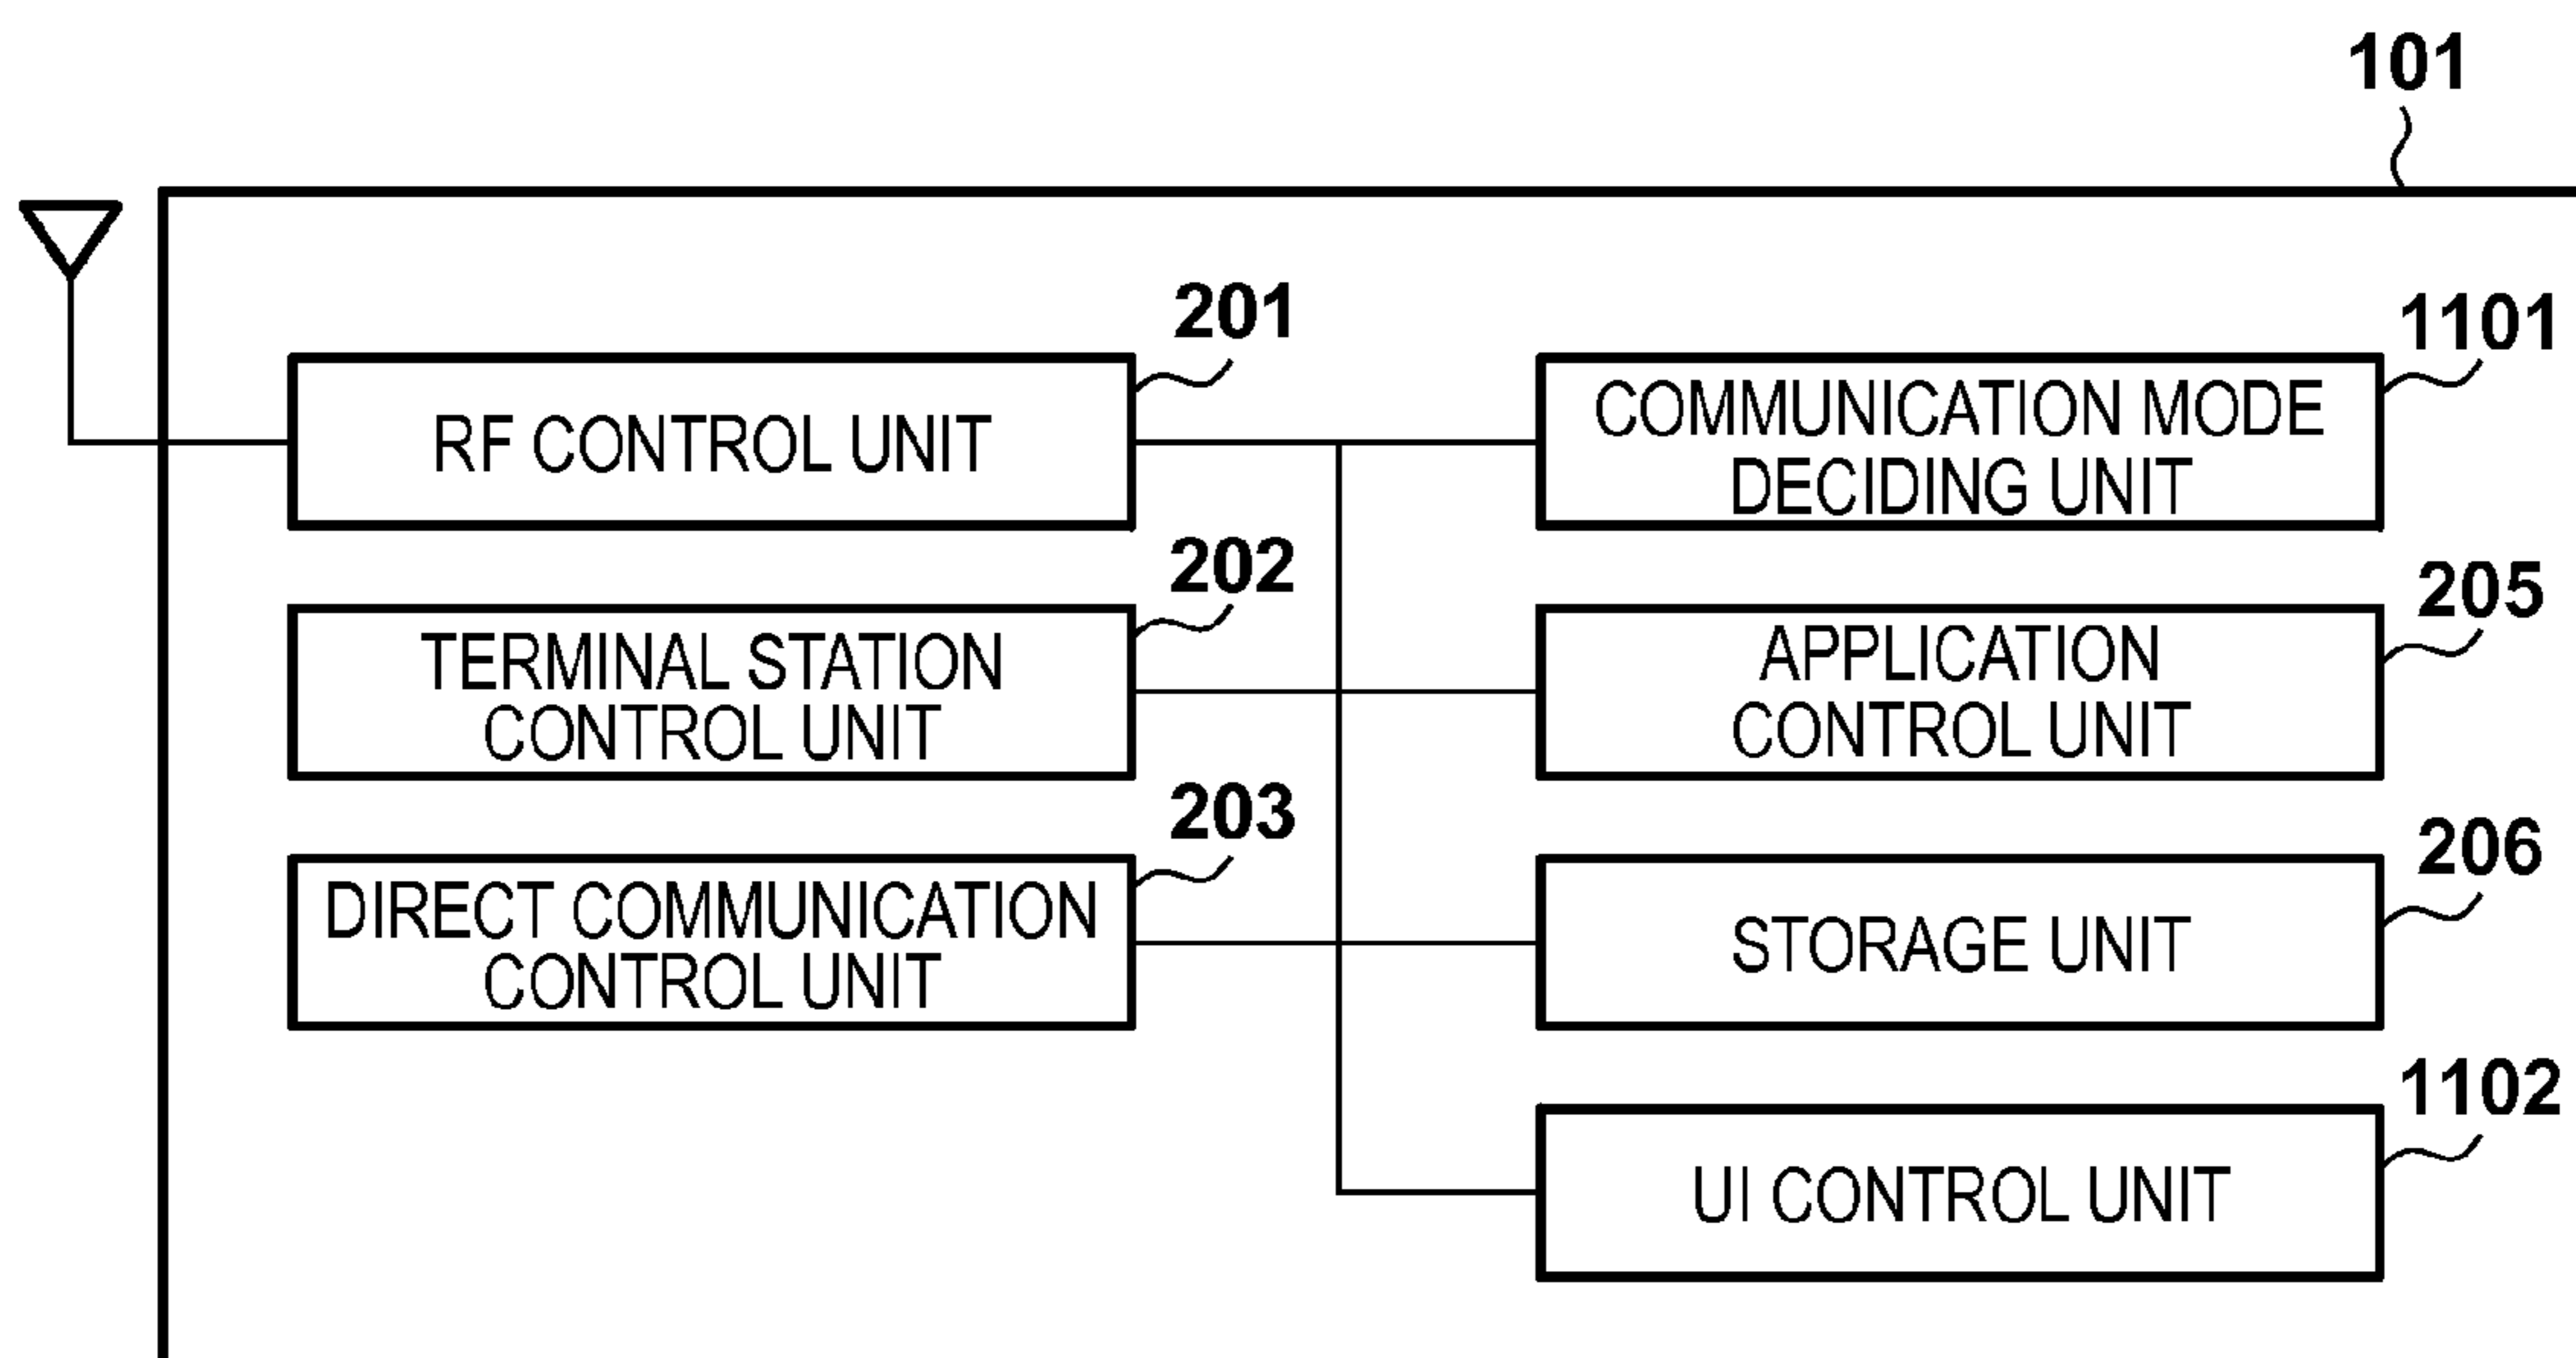 101
201
RF CONTROL UNIT
1101
COMMUNICATION MODE
DECIDING UNIT
202
TERMINAL STATION
CONTROL UNIT
205
APPLICATION
CONTROL UNIT
203
DIRECT COMMUNICATION
CONTROL UNIT
206
STORAGE UNIT
1102
UI CONTROL UNIT